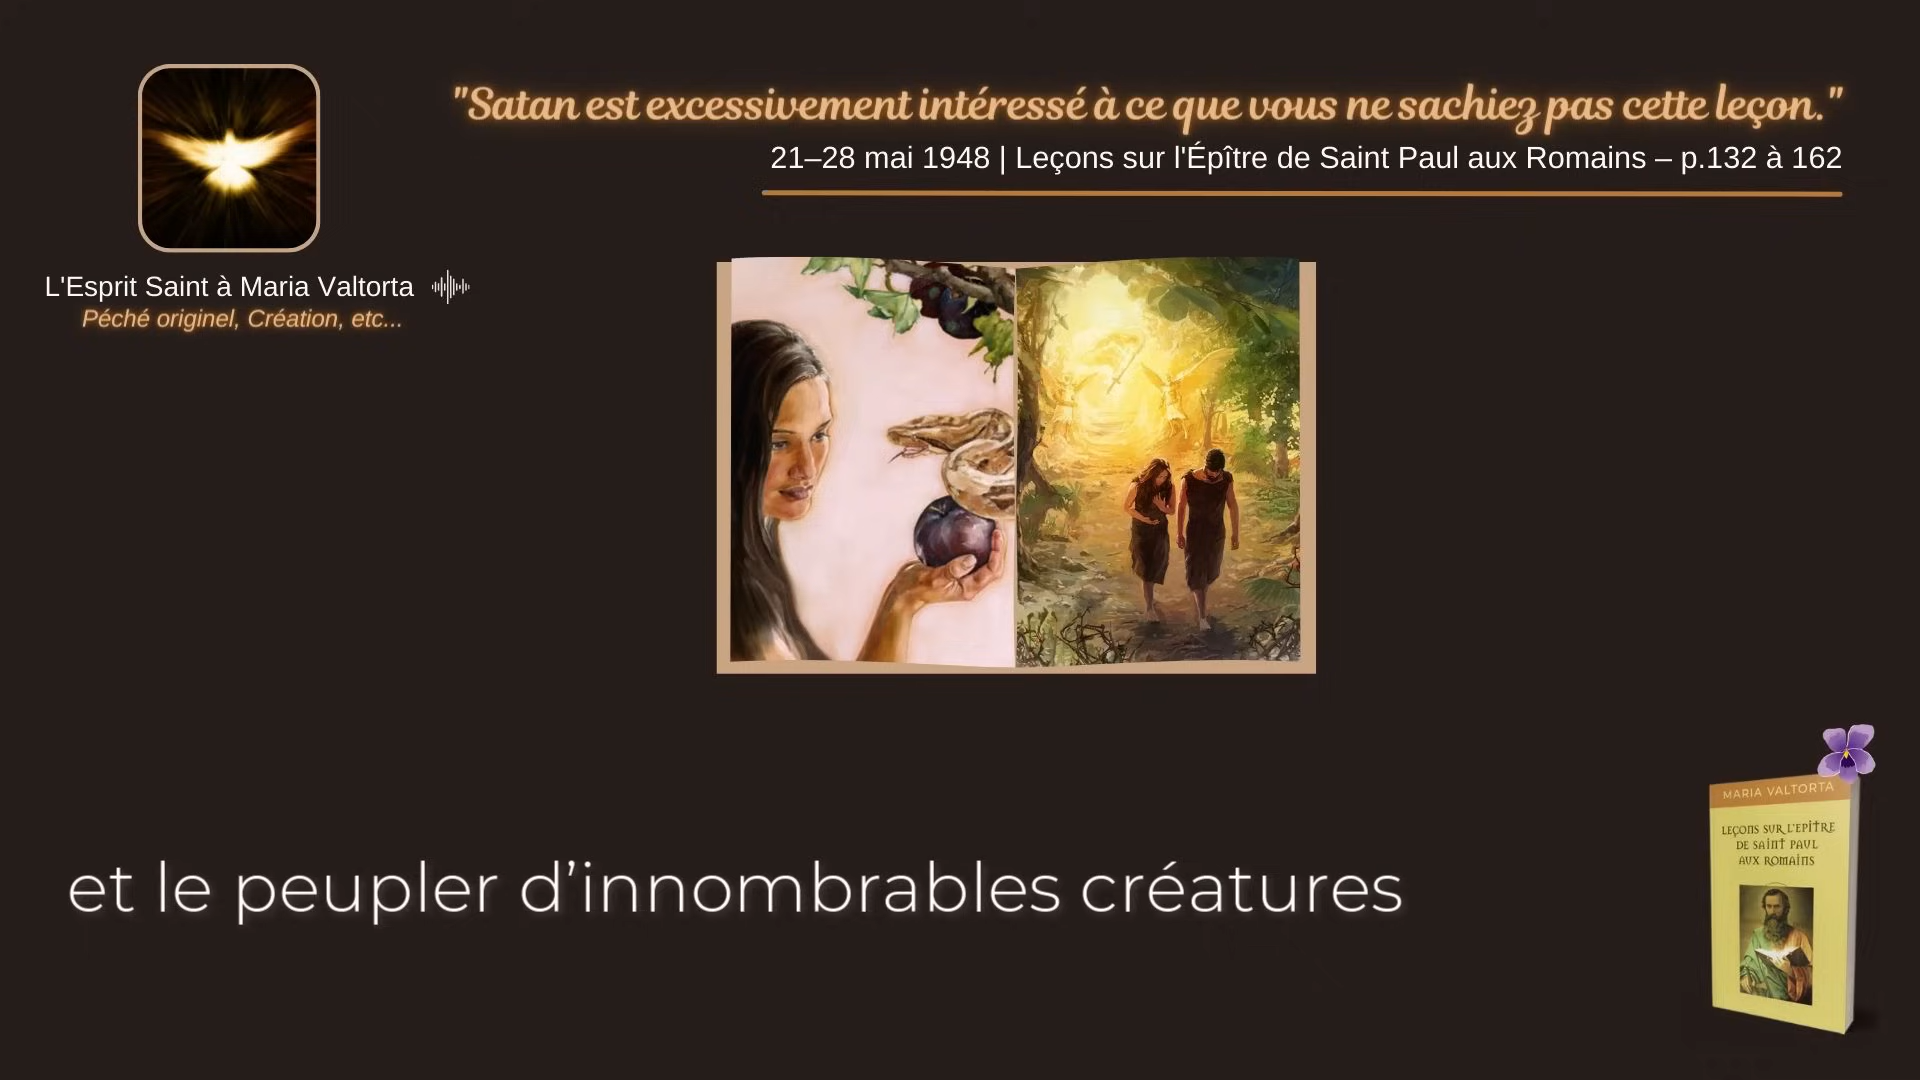 "Satan est excessivement intéressé à ce que vous ne sachiez pas cette leçon."
21–28 mai 1948 | Leçons sur l'Épître de Saint Paul aux Romains – p.132 à 162
L'Esprit Saint à Maria Valtorta
Péché originel, Création, etc...
et le peupler d’innombrables créatures
MARIA VALTORTA
LEÇONS SUR L'EPÎTRE
DE SAINT PAUL
AUX ROMAINS